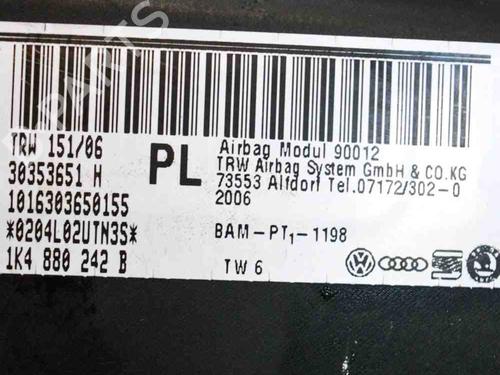 TRW 151/06
30353651 H
1016303650155
*0204L02UTN3S*
1K4 880 242 B
PL
Airbag Modul 90012
TRW Airbag System GmbH & CO.KG
73553 Alfdorf Tel.07172/302-0
2006
BAM-PT1-1198
TW 6
PARTS